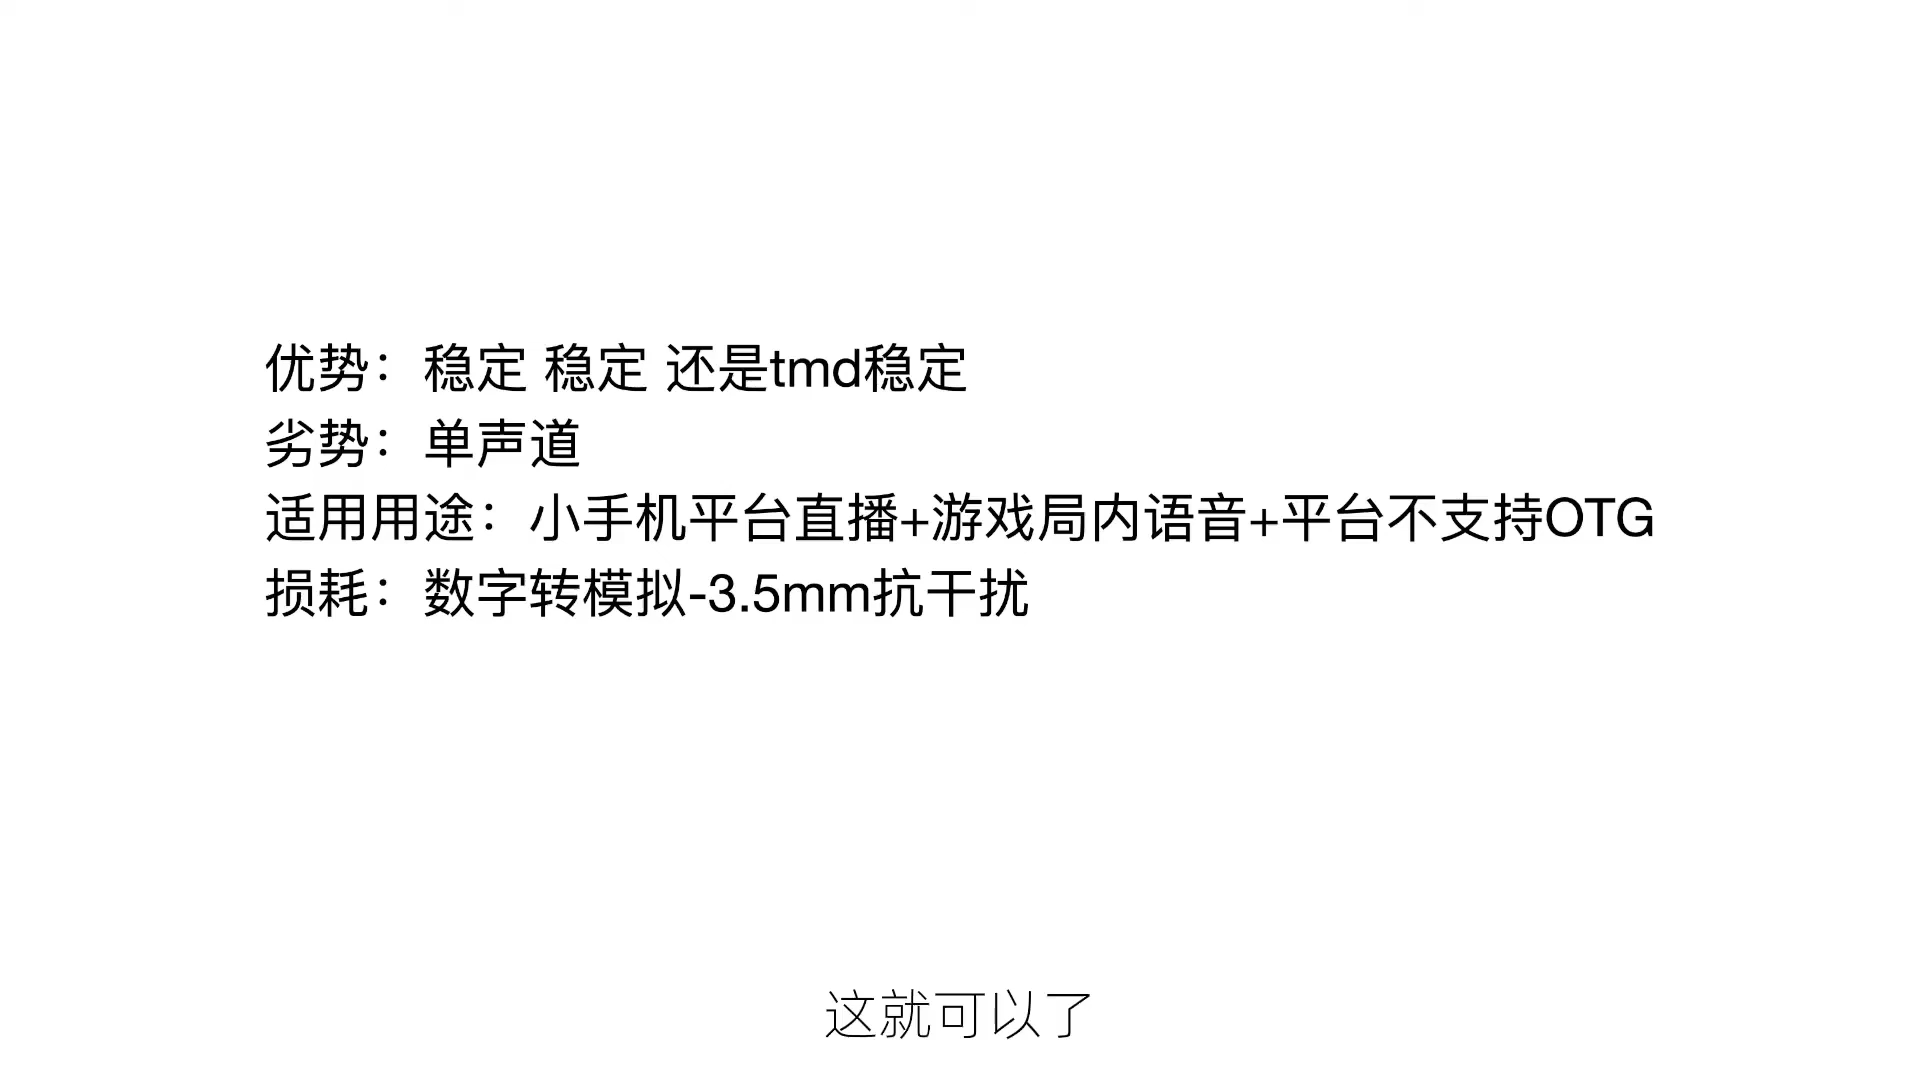 优势：稳定 稳定 还是tmd稳定
劣势：单声道
适用用途：小手机平台直播+游戏局内语音+平台不支持OTG
损耗：数字转模拟-3.5mm抗干扰
这就可以了